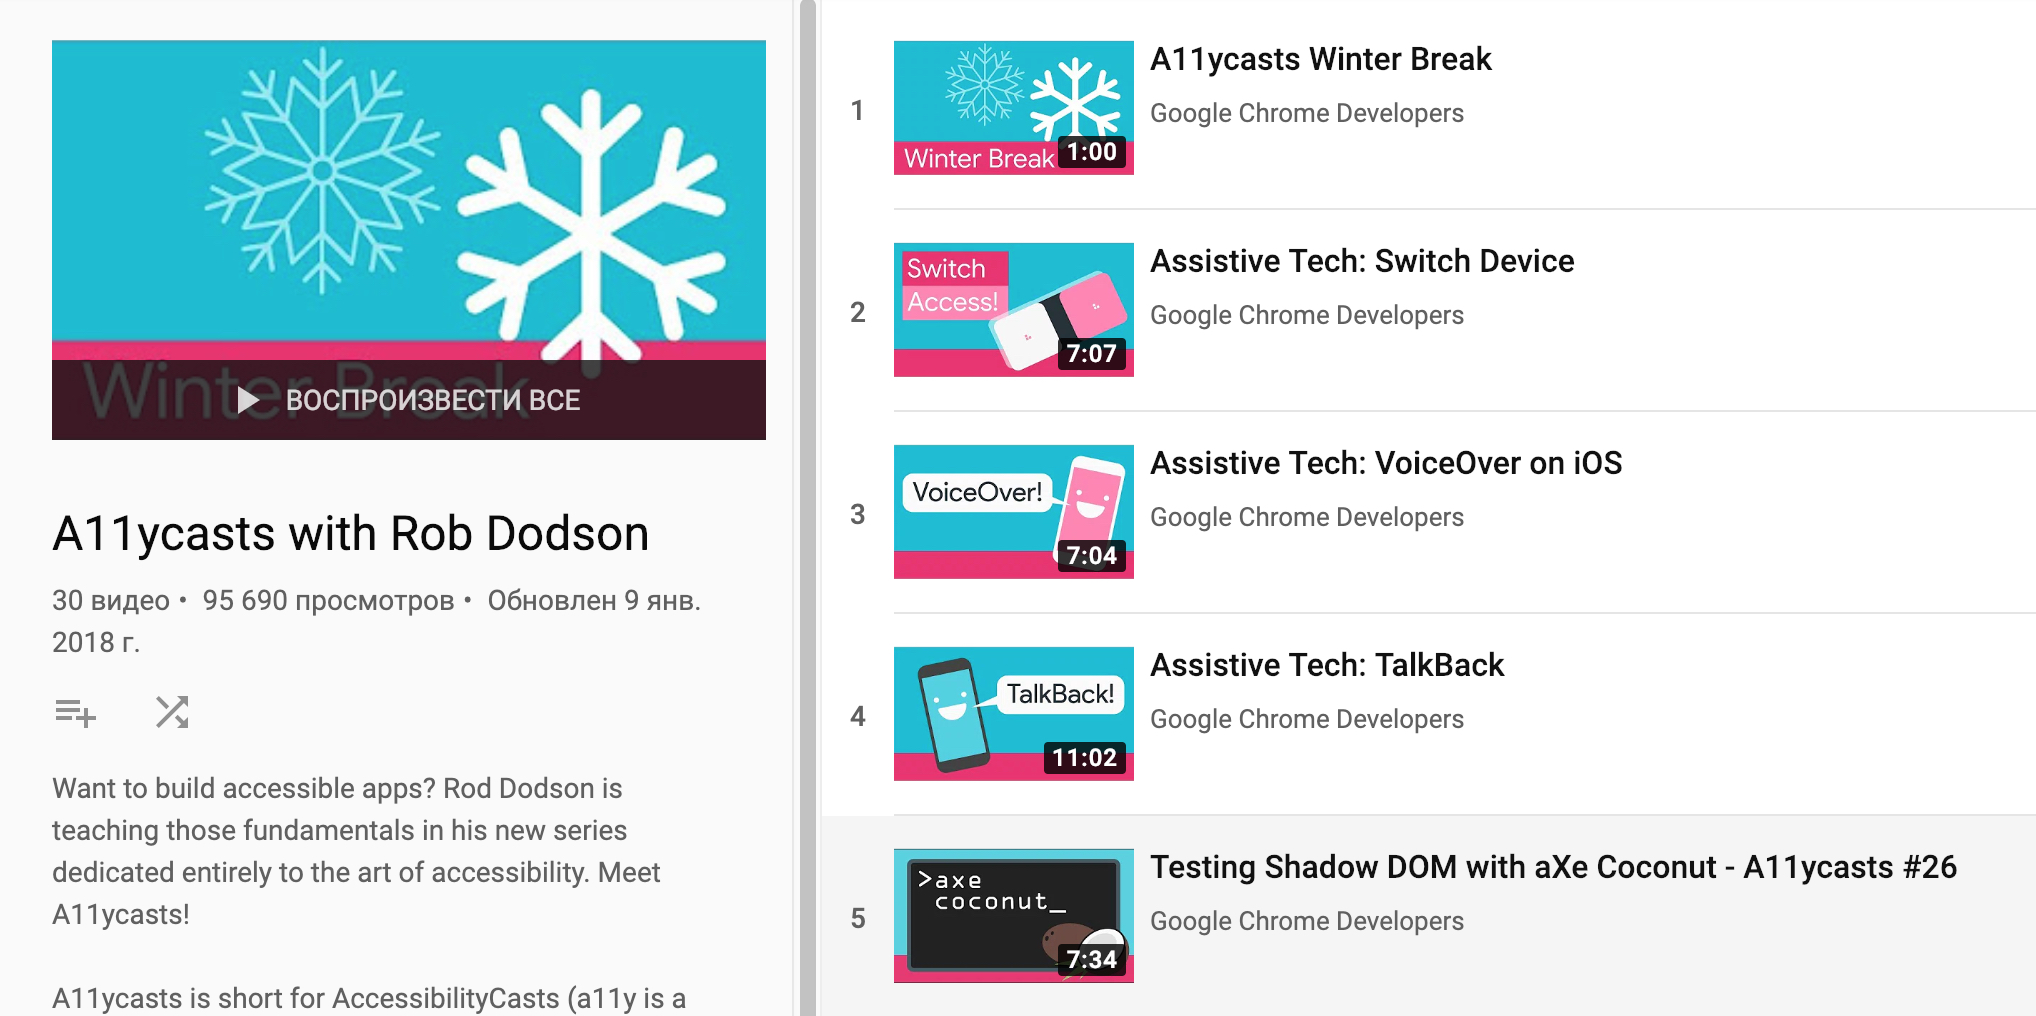 Winter Break
ВОСПРОИЗВЕСТИ ВСЕ
A11ycasts with Rob Dodson
30 видео • 95 690 просмотров • Обновлен 9 янв.
2018 г.
Want to build accessible apps? Rod Dodson is
teaching those fundamentals in his new series
dedicated entirely to the art of accessibility. Meet
A11ycasts!
A11ycasts is short for AccessibilityCasts (a11y is a
1
Winter Break
1:00
A11ycasts Winter Break
Google Chrome Developers
2
Switch
Access!
7:07
Assistive Tech: Switch Device
Google Chrome Developers
3
VoiceOver!
7:04
Assistive Tech: VoiceOver on iOS
Google Chrome Developers
4
TalkBack!
11:02
Assistive Tech: TalkBack
Google Chrome Developers
5
>axe
coconut_
7:34
Testing Shadow DOM with aXe Coconut - A11ycasts #26
Google Chrome Developers